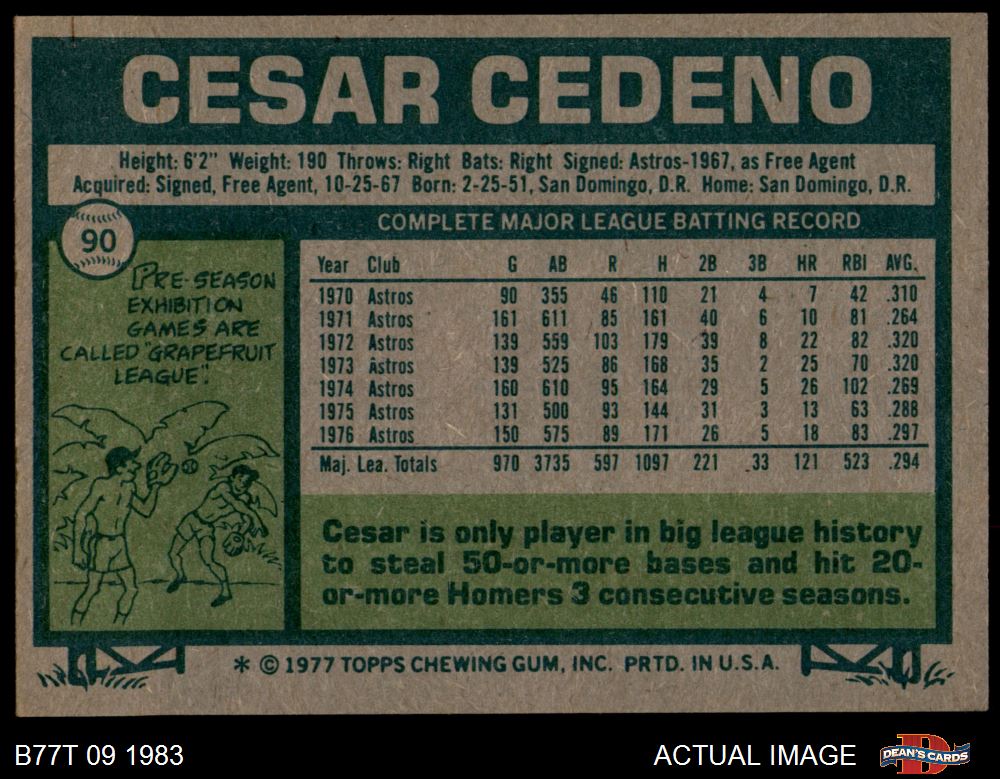 CESAR CEDENO
Height: 6'2" Weight: 190 Throws: Right Bats: Right Signed: Astros-1967, as Free Agent
Acquired: Signed, Free Agent, 10-25-67 Born: 2-25-51, San Domingo, D.R. Home: San Domingo, D.R.
90
PRE-SEASON
EXHIBITION
GAMES ARE
CALLED "GRAPEFRUIT
LEAGUE".
COMPLETE MAJOR LEAGUE BATTING RECORD
Year Club G AB R H 2B 3B HR RBI AVG.
1970 Astros 90 355 46 110 21 4 7 42 .310
1971 Astros 161 611 85 161 40 6 10 81 .264
1972 Astros 139 559 103 179 39 8 22 82 .320
1973 Astros 139 525 86 168 35 2 25 70 .320
1974 Astros 160 610 95 164 29 5 26 102 .269
1975 Astros 131 500 93 144 31 3 13 63 .288
1976 Astros 150 575 89 171 26 5 18 83 .297
Maj. Lea. Totals 970 3735 597 1097 221 33 121 523 .294
Cesar is only player in big league history
to steal 50-or-more bases and hit 20-
or-more Homers 3 consecutive seasons.
* © 1977 TOPPS CHEWING GUM, INC. PRTD. IN U.S.A.
B77T 09 1983
ACTUAL IMAGE
DEAN'S CARDS